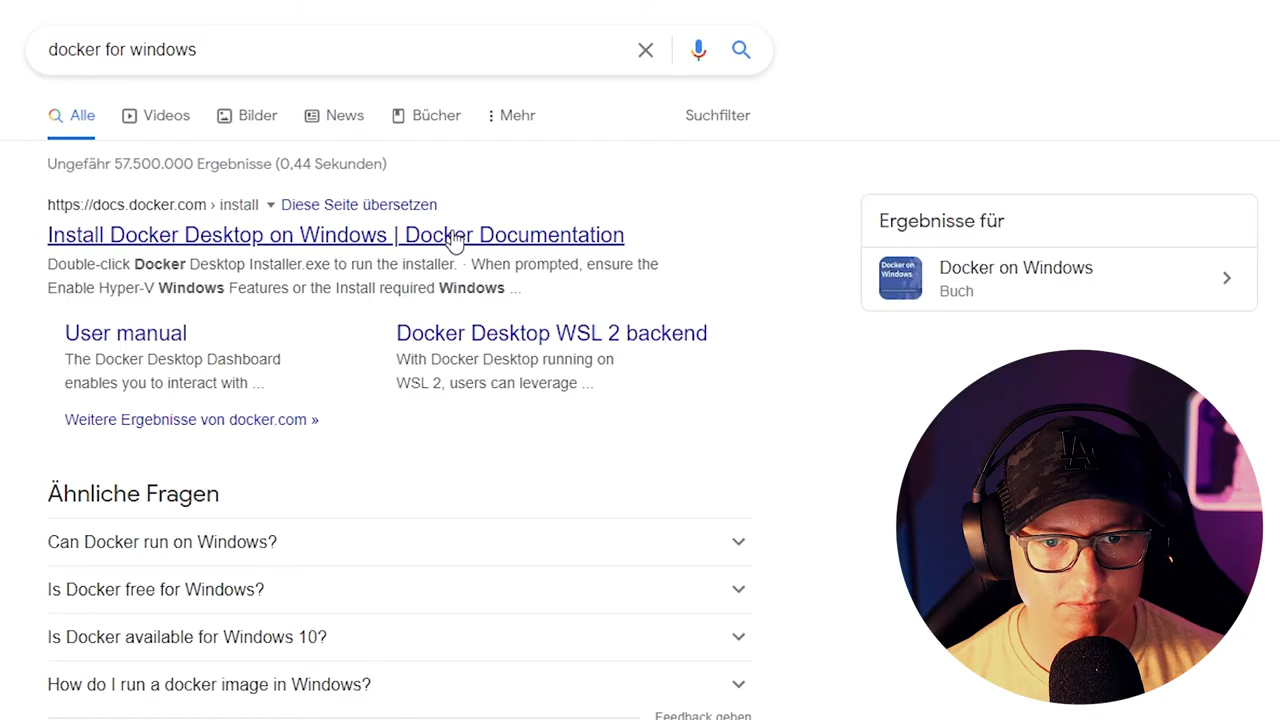 docker for windows
Alle Videos Bilder News Bücher Mehr Suchfilter
Ungefähr 57.500.000 Ergebnisse (0,44 Sekunden)
https://docs.docker.com › install Diese Seite übersetzen
Install Docker Desktop on Windows | Docker Documentation
Double-click Docker Desktop Installer.exe to run the installer. · When prompted, ensure the
Enable Hyper-V Windows Features or the Install required Windows ...
User manual
The Docker Desktop Dashboard
enables you to interact with ...
Docker Desktop WSL 2 backend
With Docker Desktop running on
WSL 2, users can leverage ...
Weitere Ergebnisse von docker.com »
Ähnliche Fragen
Can Docker run on Windows?
Is Docker free for Windows?
Is Docker available for Windows 10?
How do I run a docker image in Windows?
Feedback geben
Ergebnisse für
Docker on
Windows
Docker on Windows
Buch
LA